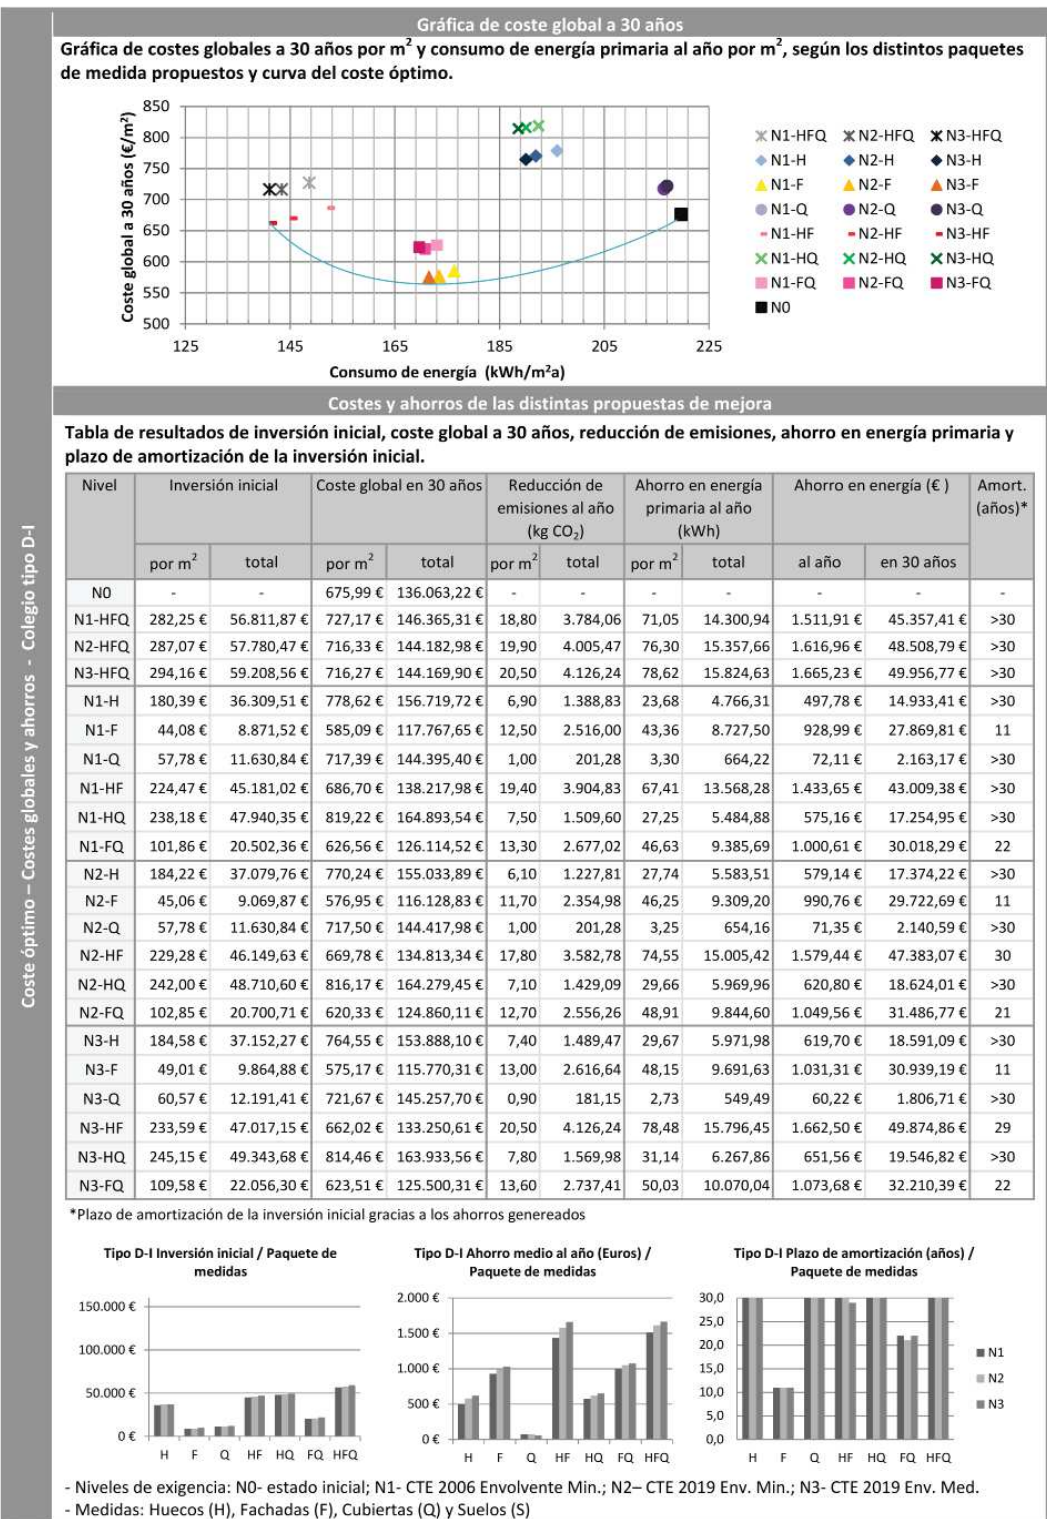 Coste óptimo – Costes globales y ahorros - Colegio tipo D-I
Gráfica de coste global a 30 años
Gráfica de costes globales a 30 años por m² y consumo de energía primaria al año por m², según los distintos paquetes
de medida propuestos y curva del coste óptimo.
Coste global a 30 años (€/m²)
850
800
750
700
650
600
550
500
125 145 165 185 205 225
Consumo de energía (kWh/m²a)
N1-HFQ N2-HFQ N3-HFQ
N1-H N2-H N3-H
N1-F N2-F N3-F
N1-Q N2-Q N3-Q
N1-HF N2-HF N3-HF
N1-HQ N2-HQ N3-HQ
N1-FQ N2-FQ N3-FQ
N0
Costes y ahorros de las distintas propuestas de mejora
Tabla de resultados de inversión inicial, coste global a 30 años, reducción de emisiones, ahorro en energía primaria y
plazo de amortización de la inversión inicial.
Nivel Inversión inicial Coste global en 30 años Reducción de emisiones al año (kg CO₂) Ahorro en energía primaria al año (kWh) Ahorro en energía (€ ) Amort. (años)*
por m² total por m² total por m² total por m² total al año en 30 años
N0 - - 675,99 € 136.063,22 € - - - - - - -
N1-HFQ 282,25 € 56.811,87 € 727,17 € 146.365,31 € 18,80 3.784,06 71,05 14.300,94 1.511,91 € 45.357,41 € >30
N2-HFQ 287,07 € 57.780,47 € 716,33 € 144.182,98 € 19,90 4.005,47 76,30 15.357,66 1.616,96 € 48.508,79 € >30
N3-HFQ 294,16 € 59.208,56 € 716,27 € 144.169,90 € 20,50 4.126,24 78,62 15.824,63 1.665,23 € 49.956,77 € >30
N1-H 180,39 € 36.309,51 € 778,62 € 156.719,72 € 6,90 1.388,83 23,68 4.766,31 497,78 € 14.933,41 € >30
N1-F 44,08 € 8.871,52 € 585,09 € 117.767,65 € 12,50 2.516,00 43,36 8.727,50 928,99 € 27.869,81 € 11
N1-Q 57,78 € 11.630,84 € 717,39 € 144.395,40 € 1,00 201,28 3,30 664,22 72,11 € 2.163,17 € >30
N1-HF 224,47 € 45.181,02 € 686,70 € 138.217,98 € 19,40 3.904,83 67,41 13.568,28 1.433,65 € 43.009,38 € >30
N1-HQ 238,18 € 47.940,35 € 819,22 € 164.893,54 € 7,50 1.509,60 27,25 5.484,88 575,16 € 17.254,95 € >30
N1-FQ 101,86 € 20.502,36 € 626,56 € 126.114,52 € 13,30 2.677,02 46,63 9.385,69 1.000,61 € 30.018,29 € 22
N2-H 184,22 € 37.079,76 € 770,24 € 155.033,89 € 6,10 1.227,81 27,74 5.583,51 579,14 € 17.374,22 € >30
N2-F 45,06 € 9.069,87 € 576,95 € 116.128,83 € 11,70 2.354,98 46,25 9.309,20 990,76 € 29.722,69 € 11
N2-Q 57,78 € 11.630,84 € 717,50 € 144.417,98 € 1,00 201,28 3,25 654,16 71,35 € 2.140,59 € >30
N2-HF 229,28 € 46.149,63 € 669,78 € 134.813,34 € 17,80 3.582,78 74,55 15.005,42 1.579,44 € 47.383,07 € 30
N2-HQ 242,00 € 48.710,60 € 816,17 € 164.279,45 € 7,10 1.429,09 29,66 5.969,96 620,80 € 18.624,01 € >30
N2-FQ 102,85 € 20.700,71 € 620,33 € 124.860,11 € 12,70 2.556,26 48,91 9.844,60 1.049,56 € 31.486,77 € 21
N3-H 184,58 € 37.152,27 € 764,55 € 153.888,10 € 7,40 1.489,47 29,67 5.971,98 619,70 € 18.591,09 € >30
N3-F 49,01 € 9.864,88 € 575,17 € 115.770,31 € 13,00 2.616,64 48,15 9.691,63 1.031,31 € 30.939,19 € 11
N3-Q 60,57 € 12.191,41 € 721,67 € 145.257,70 € 0,90 181,15 2,73 549,49 60,22 € 1.806,71 € >30
N3-HF 233,59 € 47.017,15 € 662,02 € 133.250,61 € 20,50 4.126,24 78,48 15.796,45 1.662,50 € 49.874,86 € 29
N3-HQ 245,15 € 49.343,68 € 814,46 € 163.933,56 € 7,80 1.569,98 31,14 6.267,86 651,56 € 19.546,82 € >30
N3-FQ 109,58 € 22.056,30 € 623,51 € 125.500,31 € 13,60 2.737,41 50,03 10.070,04 1.073,68 € 32.210,39 € 22
*Plazo de amortización de la inversión inicial gracias a los ahorros genereados
Tipo D-I Inversión inicial / Paquete de
medidas
150.000 €
100.000 €
50.000 €
0 €
H F Q HF HQ FQ HFQ
Tipo D-I Ahorro medio al año (Euros) /
Paquete de medidas
2.000 €
1.500 €
1.000 €
500 €
0 €
H F Q HF HQ FQ HFQ
Tipo D-I Plazo de amortización (años) /
Paquete de medidas
30,0
25,0
20,0
15,0
10,0
5,0
0,0
H F Q HF HQ FQ HFQ
N1
N2
N3
- Niveles de exigencia: N0- estado inicial; N1- CTE 2006 Envolvente Min.; N2– CTE 2019 Env. Min.; N3- CTE 2019 Env. Med.
- Medidas: Huecos (H), Fachadas (F), Cubiertas (Q) y Suelos (S)